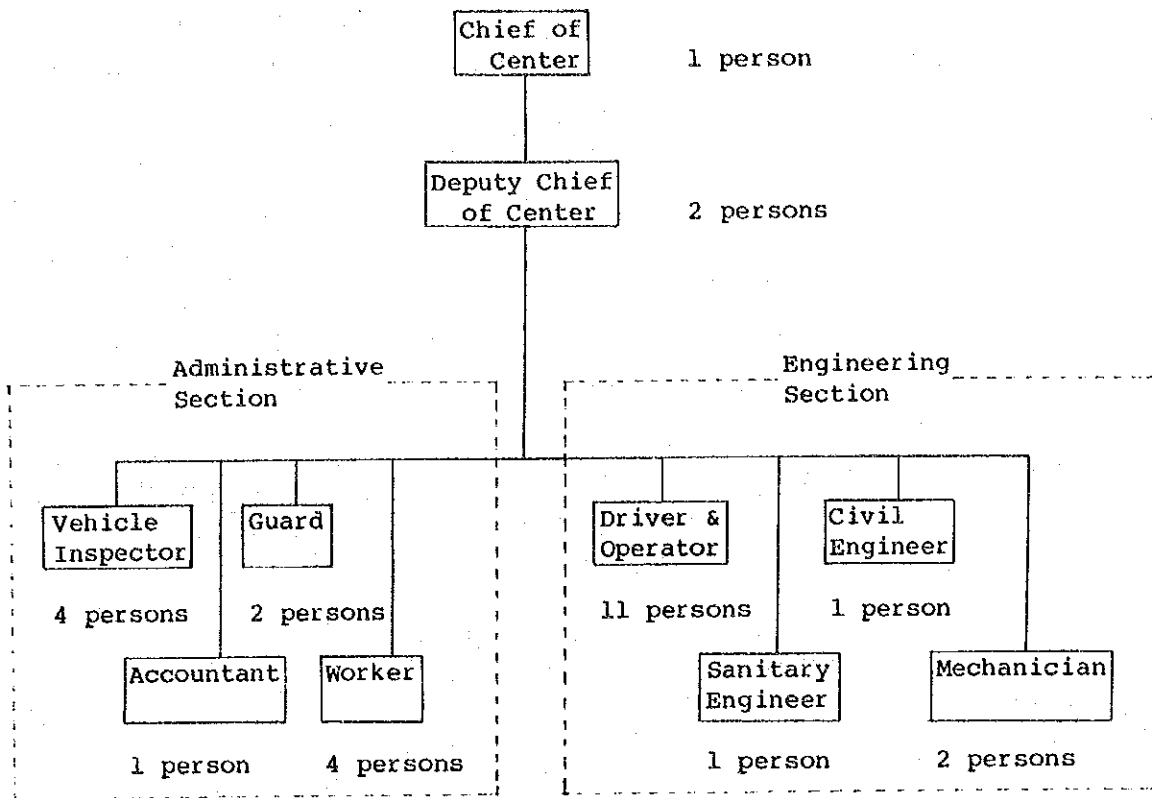 Chief of
Center
1 person
Deputy Chief
of Center
2 persons
Administrative
Section
Engineering
Section
Vehicle
Inspector
4 persons
Guard
2 persons
Accountant
1 person
Worker
4 persons
Driver &
Operator
11 persons
Civil
Engineer
1 person
Sanitary
Engineer
1 person
Mechanician
2 persons